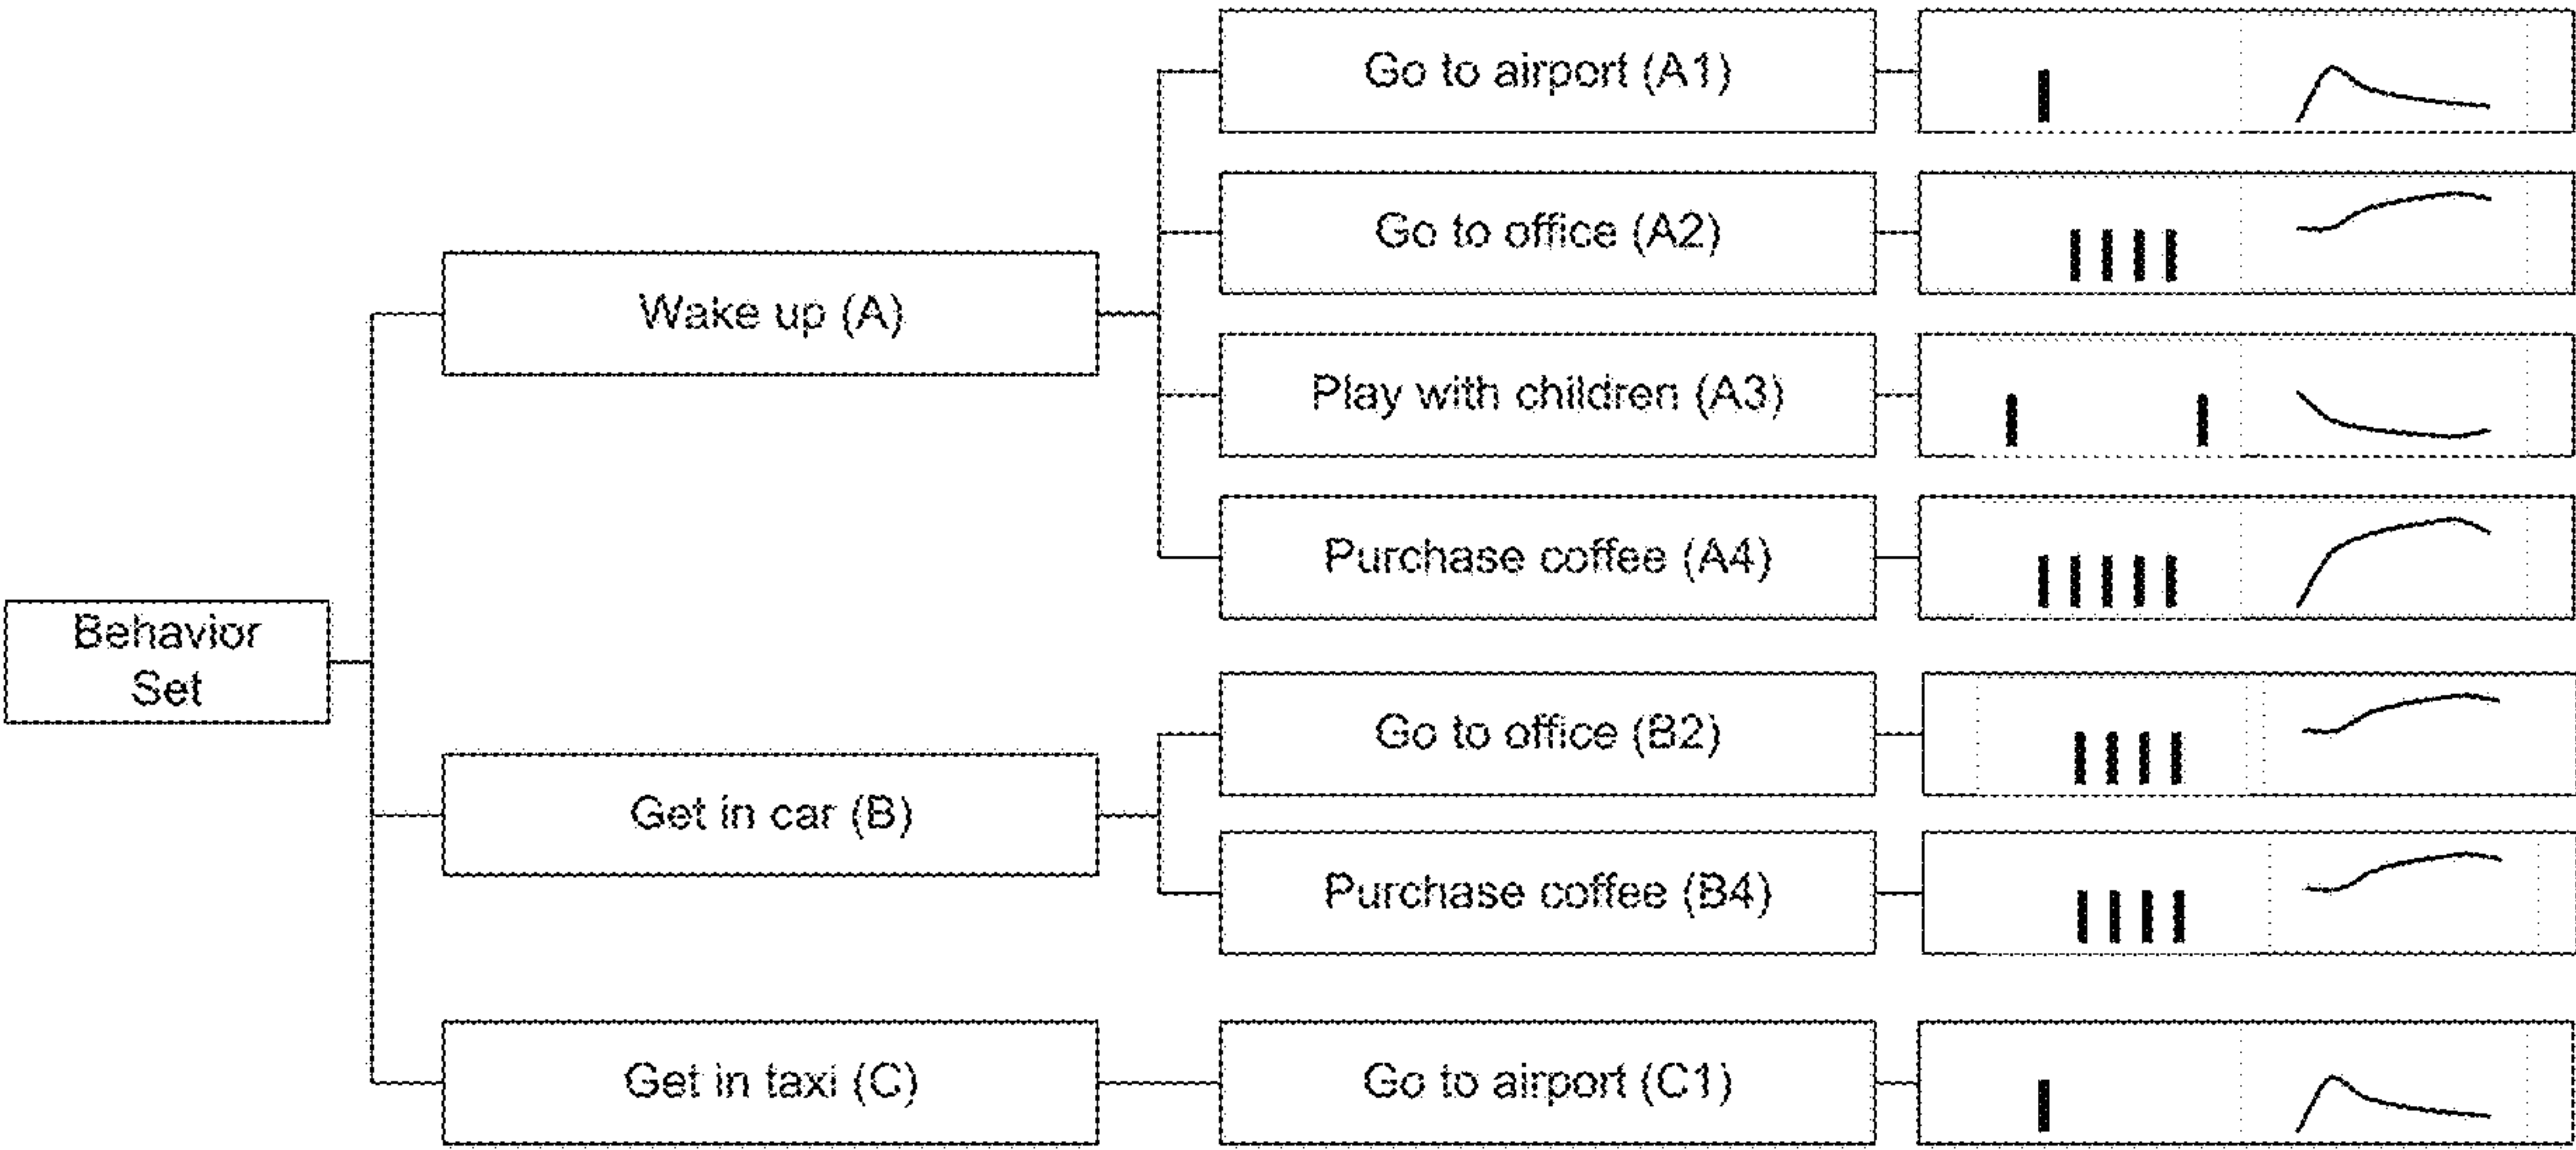 Go to airport (A1)
Go to office (A2)
Wake up (A)
Play with children (A3)
Purchase coffee (A4)
Behavior
Set
Go to office (B2)
Get in car (B)
Purchase coffee (B4)
Get in taxi (C)
Go to airport (C1)